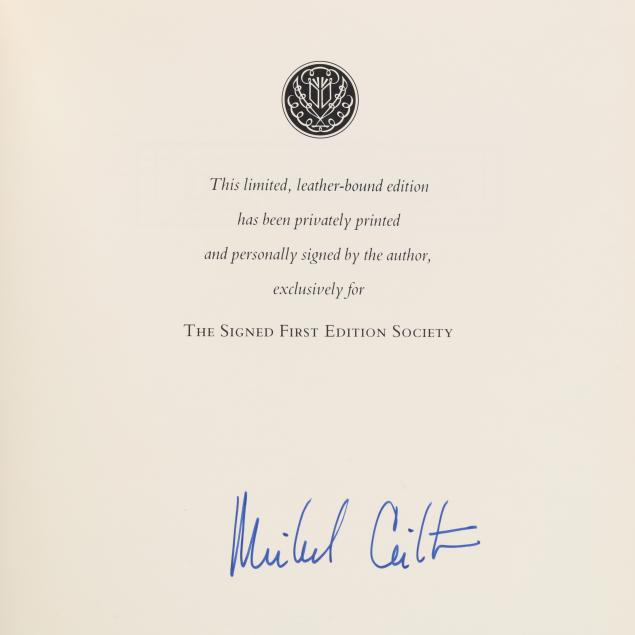 This limited, leather-bound edition
has been privately printed
and personally signed by the author,
exclusively for
THE SIGNED FIRST EDITION SOCIETY